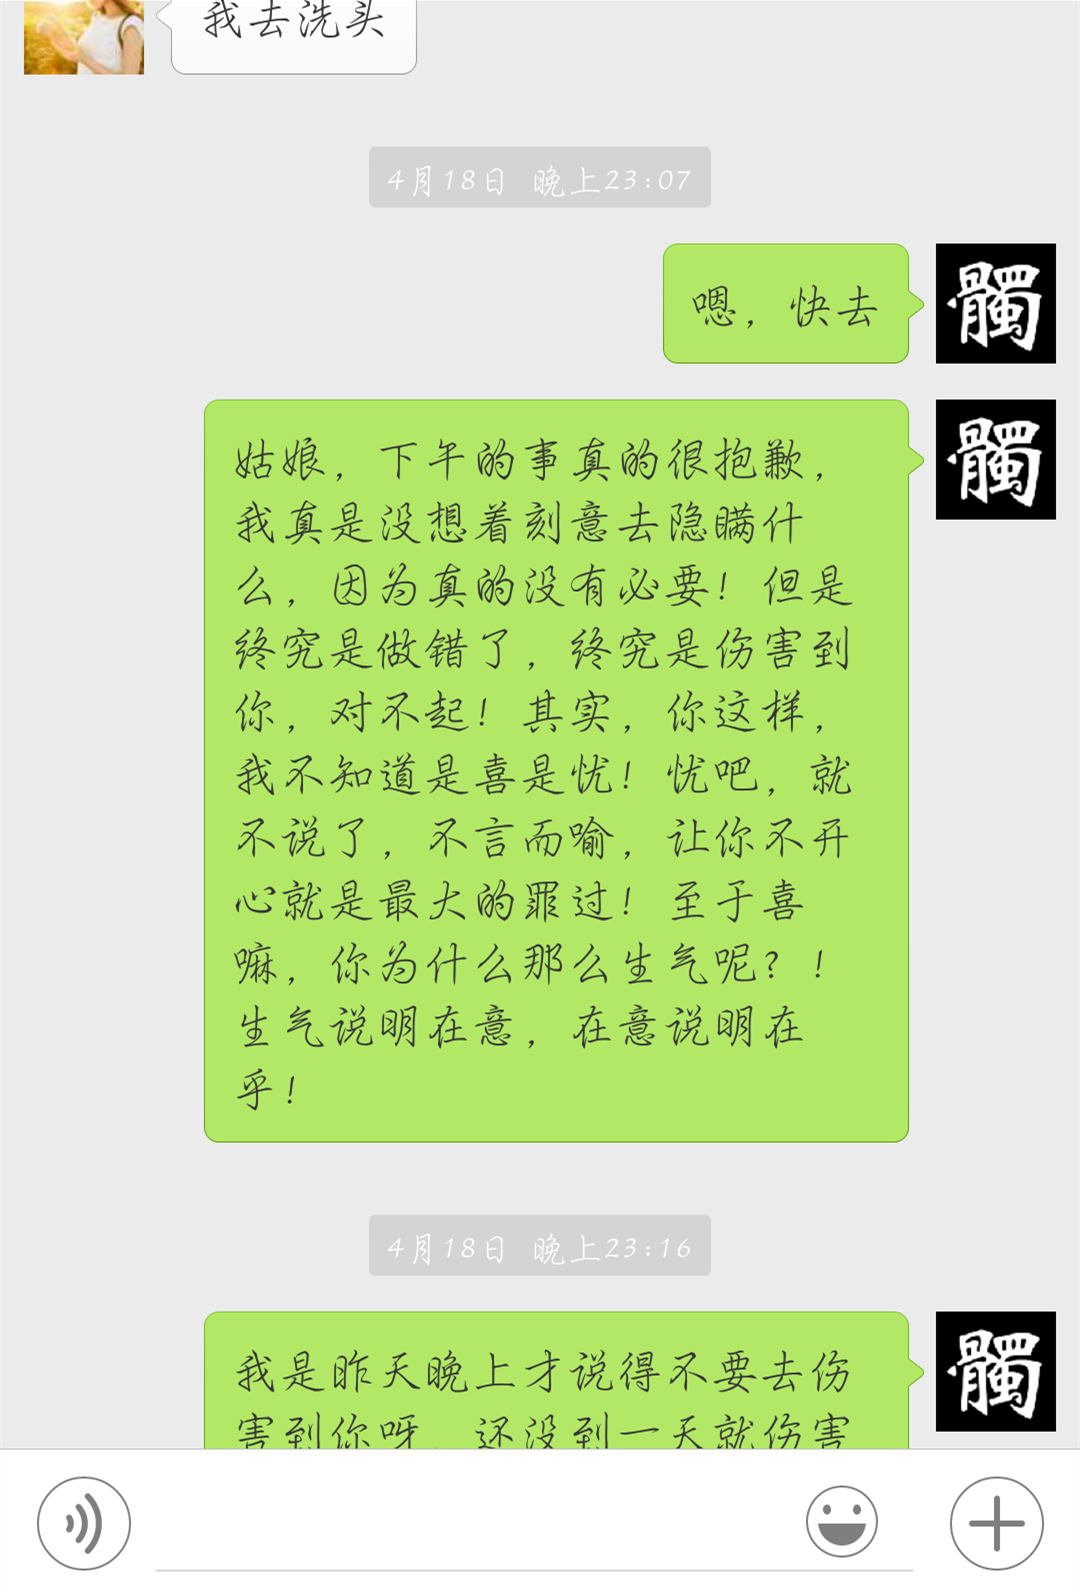 我去洗头
4月18日 晚上23:07
嗯，快去
髑
姑娘，下午的事真的很抱歉，
髑
我真是没想着刻意去隐瞒什
么，因为真的没有必要！但是
终究是做错了，终究是伤害到
你，对不起！其实，你这样，
我不知道是喜是忧！忧吧，就
不说了，不言而喻，让你不开
心就是最大的罪过！至于喜
嘛，你为什么那么生气呢？！
生气说明在意，在意说明在
乎！
4月18日 晚上23:16
我是昨天晚上才说得不要去伤
髑
害到你呀，还没到一天就伤害